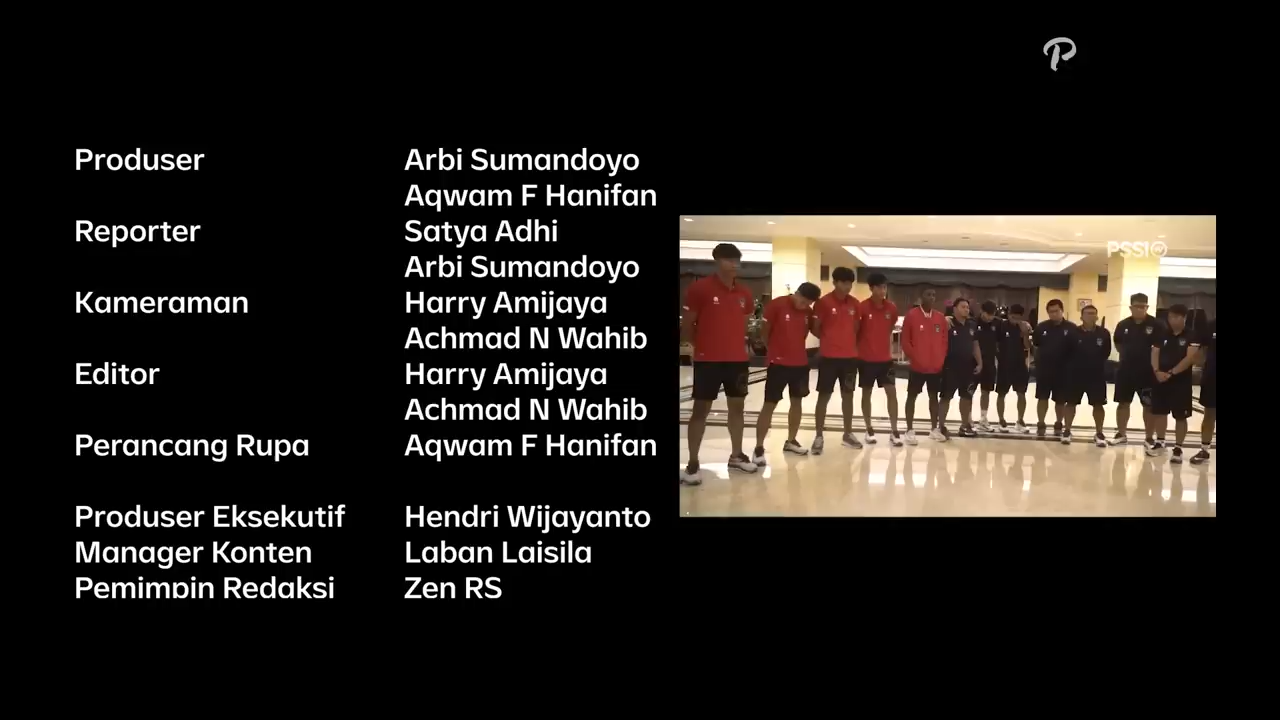 Produser Arbi Sumandoyo
Aqwam F Hanifan
Reporter Satya Adhi
Arbi Sumandoyo
Kameraman Harry Amijaya
Achmad N Wahib
Editor Harry Amijaya
Achmad N Wahib
Perancang Rupa Aqwam F Hanifan
Produser Eksekutif Hendri Wijayanto
Manager Konten Laban Laisila
Pemimpin Redaksi Zen RS
P
PSSI